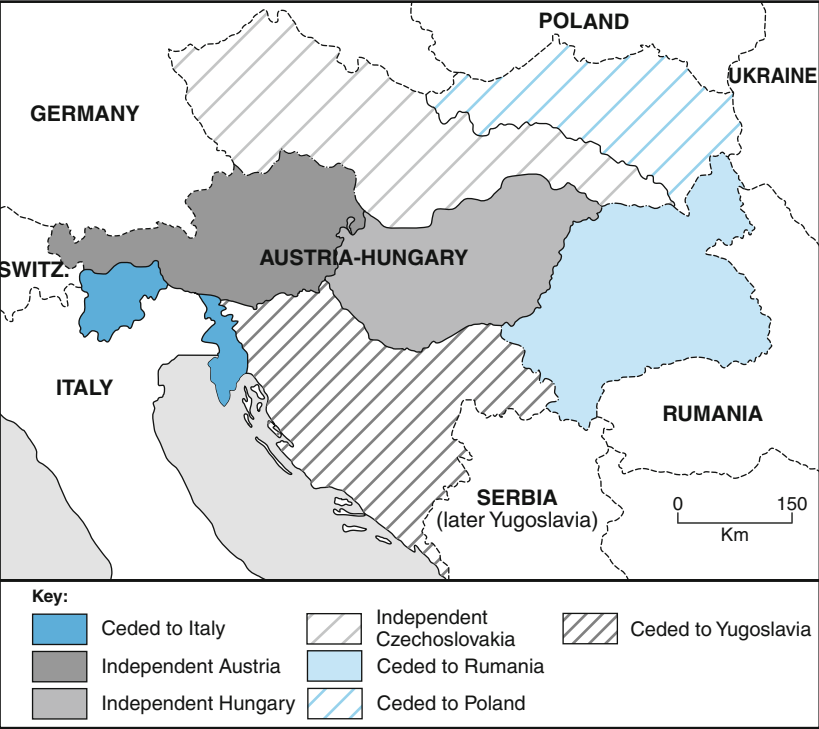 POLAND
UKRAINE
GERMANY
AUSTRIA-HUNGARY
SWITZ.
ITALY
RUMANIA
SERBIA
(later Yugoslavia)
0 150
Km
Key:
Ceded to Italy
Independent Austria
Independent Hungary
Independent
Czechoslovakia
Ceded to Rumania
Ceded to Poland
Ceded to Yugoslavia